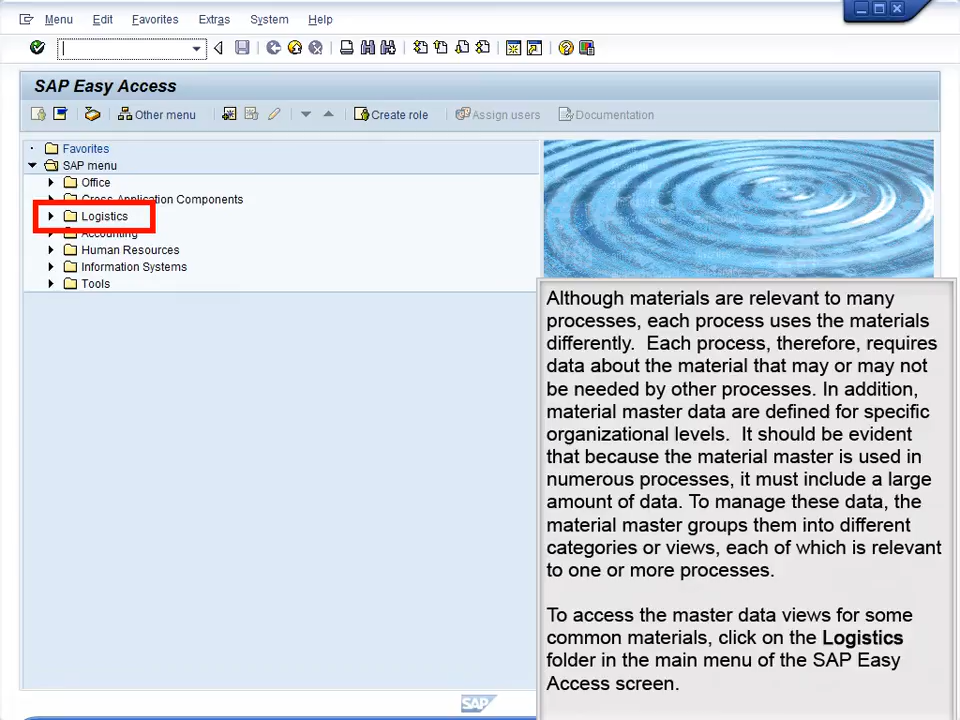 Menu Edit Favorites Extras System Help
SAP Easy Access
Other menu Create role Assign users Documentation
Favorites
SAP menu
Office
Cross-Application Components
Logistics
Accounting
Human Resources
Information Systems
Tools
Although materials are relevant to many
processes, each process uses the materials
differently.  Each process, therefore, requires
data about the material that may or may not
be needed by other processes. In addition,
material master data are defined for specific
organizational levels.  It should be evident
that because the material master is used in
numerous processes, it must include a large
amount of data. To manage these data, the
material master groups them into different
categories or views, each of which is relevant
to one or more processes.
To access the master data views for some
common materials, click on the Logistics
folder in the main menu of the SAP Easy
Access screen.
SAP